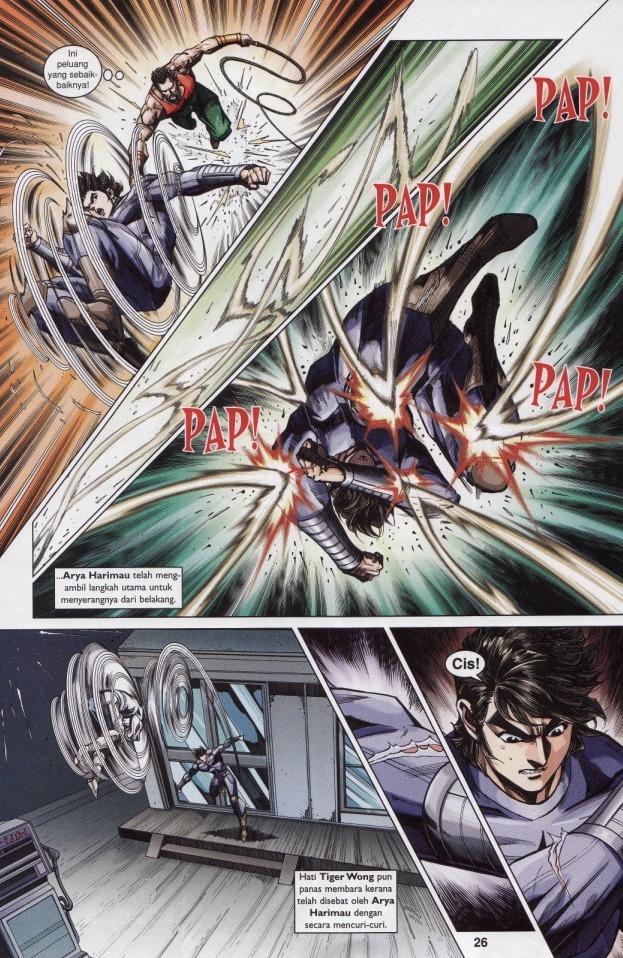 Ini
peluang
yang sebaik-
baiknya!
PAP!
PAP!
PAP!
PAP!
...Arya Harimau telah meng-
ambil langkah utama untuk
menyerangnya dari belakang.
Cis!
Hati Tiger Wong pun
panas membara kerana
telah disebat oleh Arya
Harimau dengan
secara mencuri-curi.
26